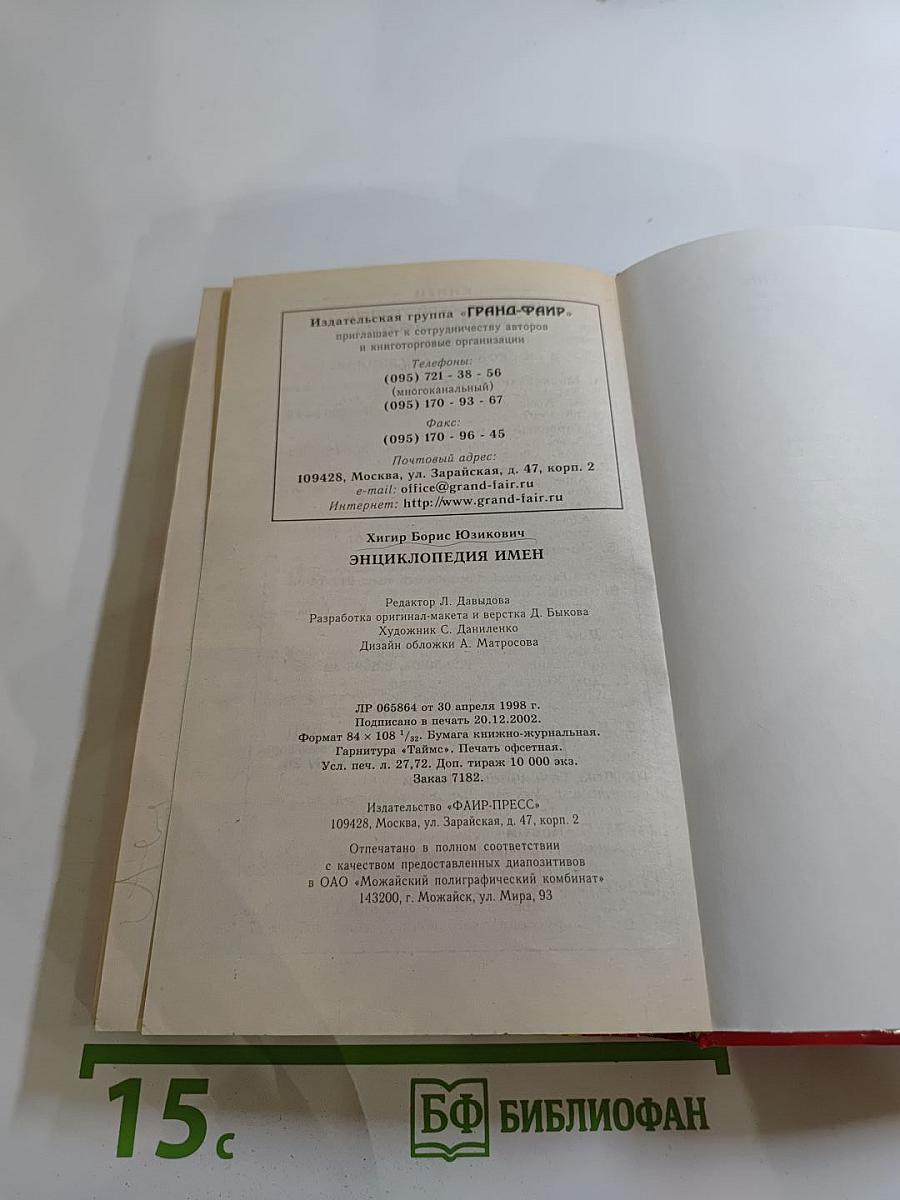 Издательская группа «ГРАНД-ФАИР»
приглашает к сотрудничеству авторов
и книготорговые организации
Телефоны:
(095) 721 - 38 - 56
(многоканальный)
(095) 170 - 93 - 67
Факс:
(095) 170 - 96 - 45
Почтовый адрес:
109428, Москва, ул. Зарайская, д. 47, корп. 2
e-mail: office@grand-fair.ru
Интернет: http://www.grand-fair.ru
Хигир Борис Юзикович
ЭНЦИКЛОПЕДИЯ ИМЕН
Редактор Л. Давыдова
Разработка оригинал-макета и верстка Д. Быкова
Художник С. Даниленко
Дизайн обложки А. Матросова
ЛР 065864 от 30 апреля 1998 г.
Подписано в печать 20.12.2002.
Формат 84 × 108 1/32. Бумага книжно-журнальная.
Гарнитура «Таймс». Печать офсетная.
Усл. печ. л. 27,72. Доп. тираж 10 000 экз.
Заказ 7182.
Издательство «ФАИР-ПРЕСС»
109428, Москва, ул. Зарайская, д. 47, корп. 2
Отпечатано в полном соответствии
с качеством предоставленных диапозитивов
в ОАО «Можайский полиграфический комбинат»
143200, г. Можайск, ул. Мира, 93
15 с
БФ БИБЛИОФАН